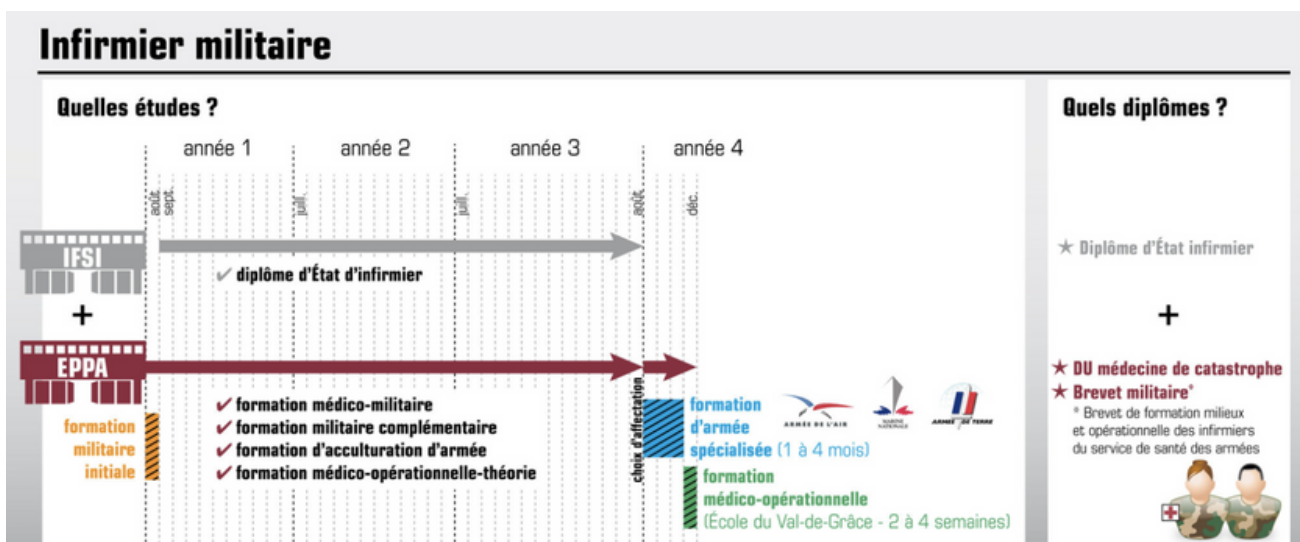 Infirmier militaire
Quelles études ?
année 1
année 2
année 3
année 4
août
sept.
juill.
juill.
août
déc.
IFSI
✓ diplôme d'État d'infirmier
+
EPPA
formation
militaire
initiale
✓ formation médico-militaire
✓ formation militaire complémentaire
✓ formation d'acculturation d'armée
✓ formation médico-opérationnelle-théorie
choix d'affectation
formation
d'armée
spécialisée (1 à 4 mois)
ARMÉE DE L'AIR
MARINE
NATIONALE
ARMÉE DE TERRE
formation
médico-opérationnelle
(École du Val-de-Grâce - 2 à 4 semaines)
Quels diplômes ?
★ Diplôme d'État infirmier
+
★ DU médecine de catastrophe
★ Brevet militaire*
* Brevet de formation milieux
et opérationnelle des infirmiers
du service de santé des armées